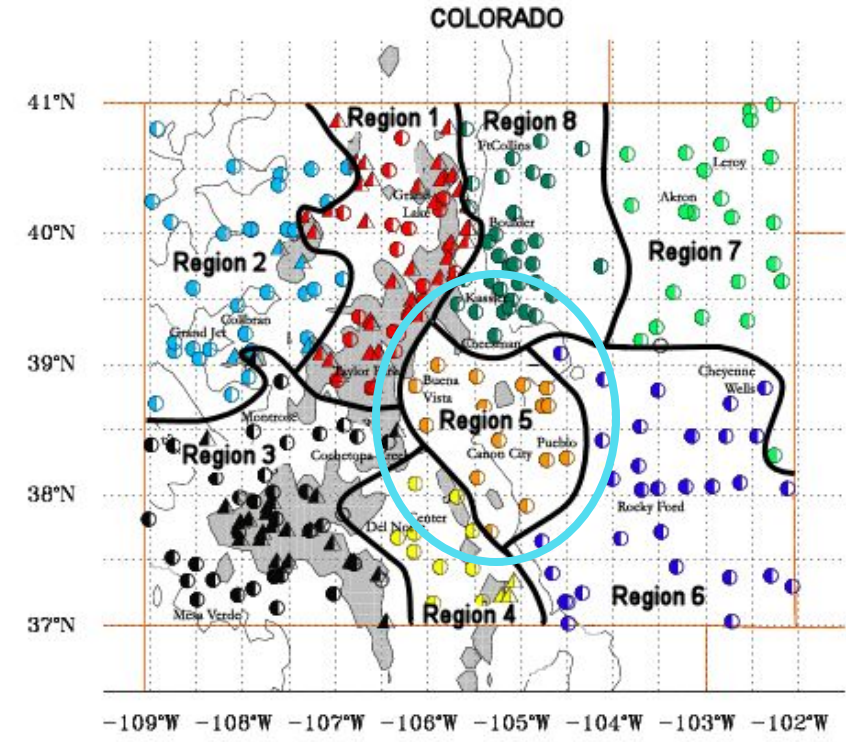 COLORADO
41°N
Region 1
Region 8
FtCollins
Leroy
Grand
Lake
Akron
Boulder
40°N
Region 7
Region 2
Kassler
Collbran
Grand Jct
Cheesman
39°N
Taylor Park
Cheyenne
Wells
Buena
Vista
Montrose
Region 5
Pueblo
Region 3
Cochetopa Creek
Canon City
38°N
Rocky Ford
Center
Del Norte
Region 6
Mesa Verde
Region 4
37°N
-109°W -108°W -107°W -106°W -105°W -104°W -103°W -102°W